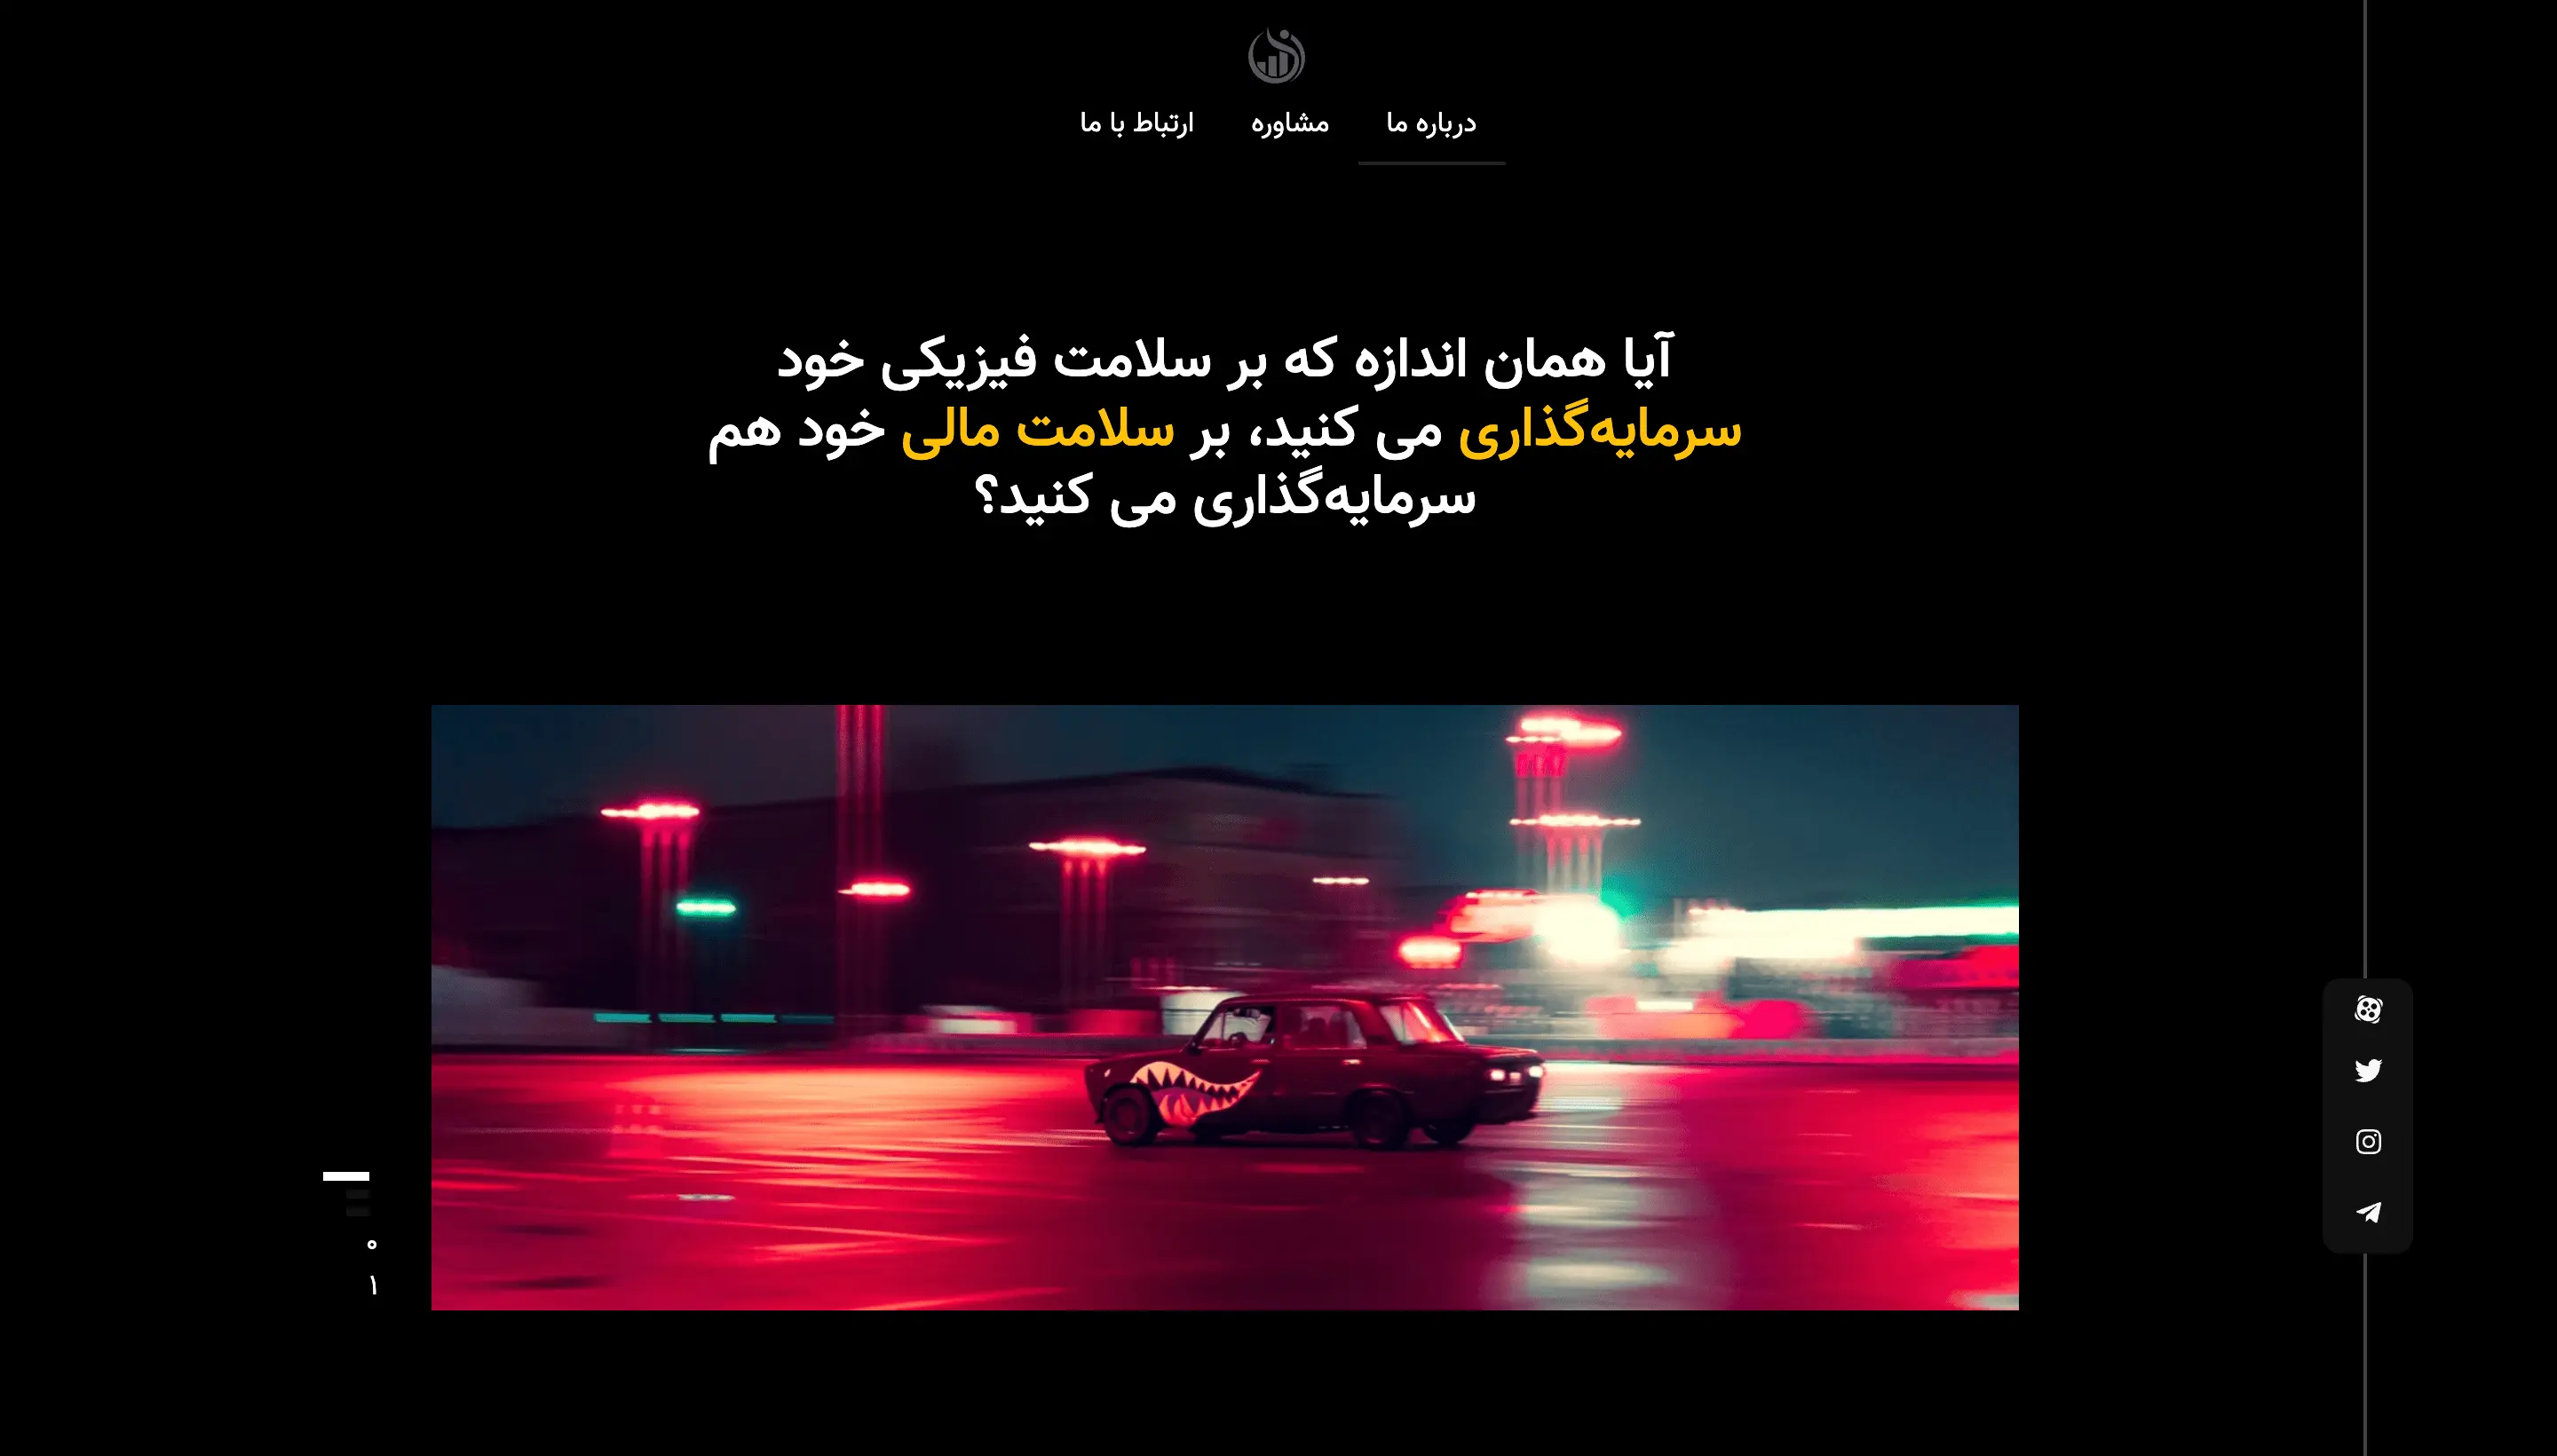 درباره ما
مشاوره
ارتباط با ما
آیا همان اندازه که بر سلامت فیزیکی خود
سرمایه‌گذاری می کنید، بر سلامت مالی خود هم
سرمایه‌گذاری می کنید؟
۰
۱